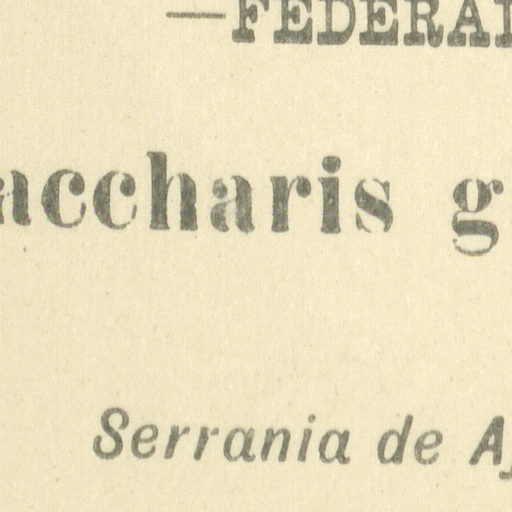 —FEDERAL
accharis g
Serrania de A